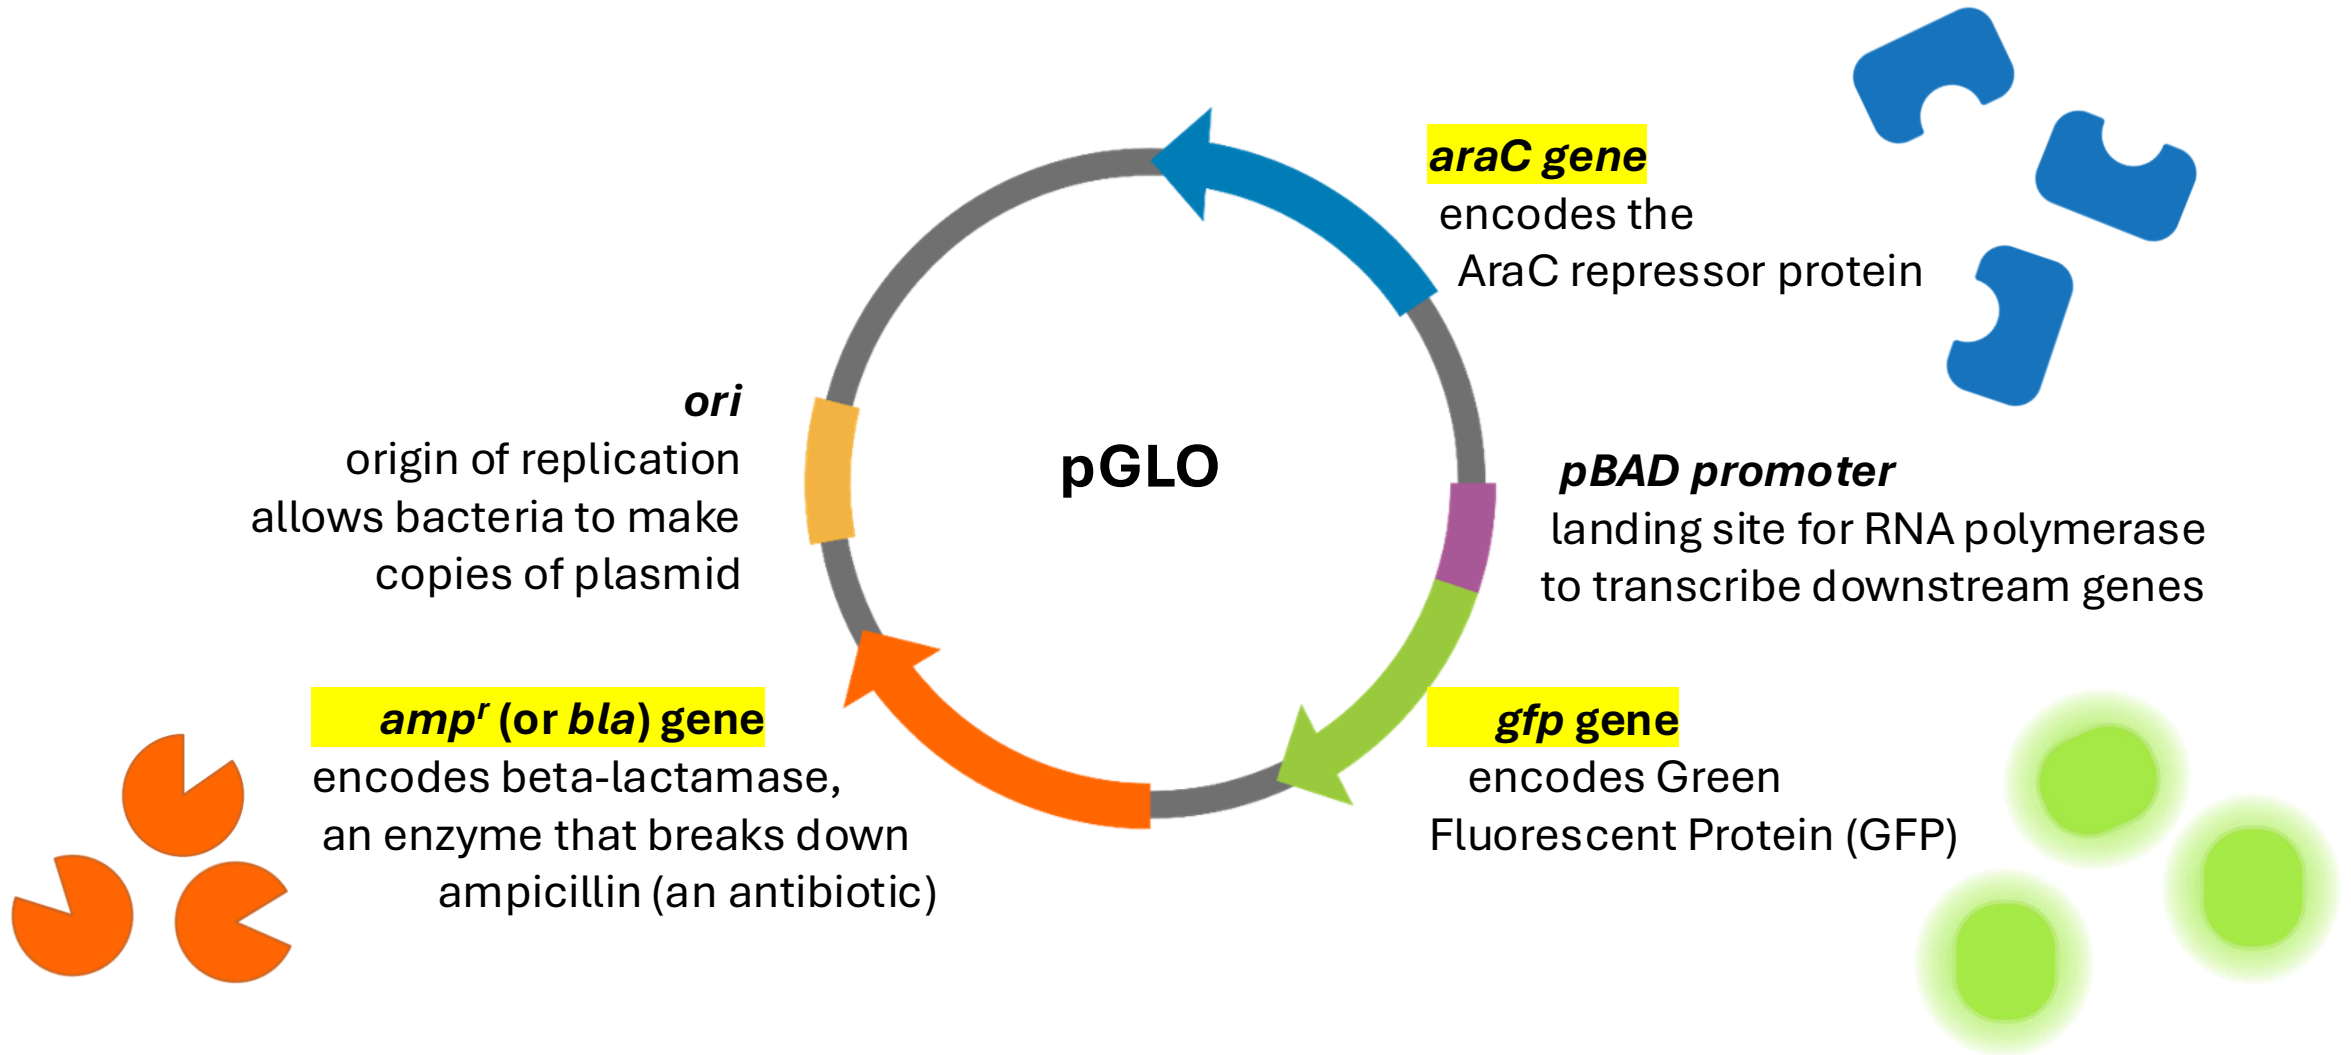 araC gene
encodes the
AraC repressor protein
ori
origin of replication
allows bacteria to make
copies of plasmid
pGLO
pBAD promoter
landing site for RNA polymerase
to transcribe downstream genes
ampʳ (or bla) gene
encodes beta-lactamase,
an enzyme that breaks down
ampicillin (an antibiotic)
gfp gene
encodes Green
Fluorescent Protein (GFP)